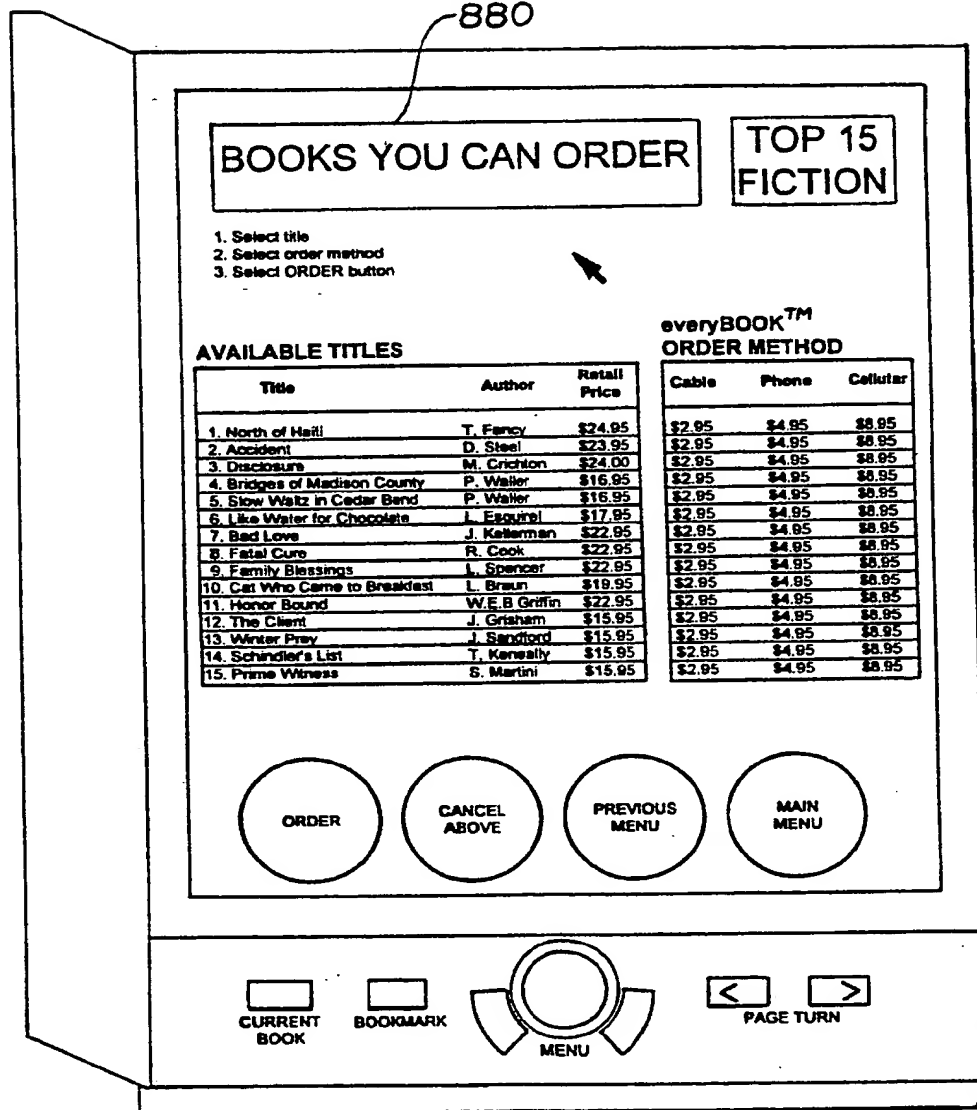 880
BOOKS YOU CAN ORDER
TOP 15
FICTION
1. Select title
2. Select order method
3. Select ORDER button
AVAILABLE TITLES
everyBOOK™
ORDER METHOD
Title Author Retail Price
Cable Phone Cellular
1. North of Haiti T. Fancy $24.95 $2.95 $4.95 $8.95
2. Accident D. Steel $23.95 $2.95 $4.95 $8.95
3. Disclosure M. Crichton $24.00 $2.95 $4.95 $8.95
4. Bridges of Madison County P. Waller $16.95 $2.95 $4.95 $8.95
5. Slow Waltz in Cedar Bend P. Waller $16.95 $2.95 $4.95 $8.95
6. Like Water for Chocolate L. Esquirel $17.95 $2.95 $4.95 $8.95
7. Bad Love J. Kellerman $22.95 $2.95 $4.95 $8.95
8. Fatal Cure R. Cook $22.95 $2.95 $4.95 $8.95
9. Family Blessings L. Spencer $22.95 $2.95 $4.95 $8.95
10. Cat Who Came to Breakfast L. Braun $19.95 $2.95 $4.95 $8.95
11. Honor Bound W.E.B Griffin $22.95 $2.95 $4.95 $8.95
12. The Client J. Grisham $15.95 $2.95 $4.95 $8.95
13. Winter Prey J. Sandford $15.95 $2.95 $4.95 $8.95
14. Schindler's List T. Keneally $15.95 $2.95 $4.95 $8.95
15. Prime Witness S. Martini $15.95 $2.95 $4.95 $8.95
ORDER
CANCEL
ABOVE
PREVIOUS
MENU
MAIN
MENU
< >
CURRENT
BOOK
BOOKMARK
MENU
PAGE TURN